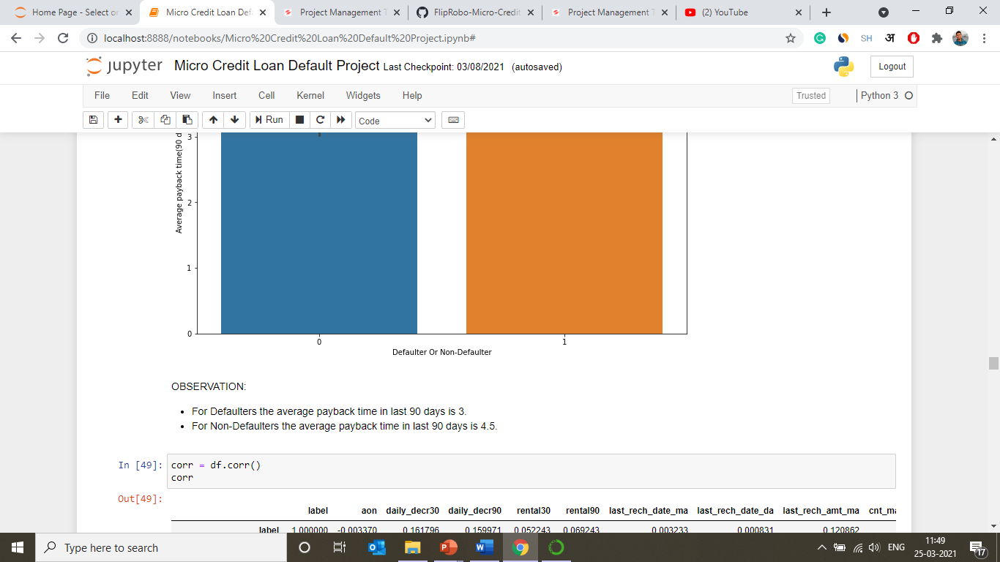 Home Page - Select or
Micro Credit Loan Def
Project Management T
FlipRobo-Micro-Credit
Project Management T
(2) YouTube
localhost:8888/notebooks/Micro%20Credit%20Loan%20Default%20Project.ipynb#
SH अ
jupyter Micro Credit Loan Default Project Last Checkpoint: 03/08/2021 (autosaved)
Logout
File Edit View Insert Cell Kernel Widgets Help
Trusted Python 3
Run Code
Average payback time(90 d
3
2
1
0
0 1
Defaulter Or Non-Defaulter
OBSERVATION:
• For Defaulters the average payback time in last 90 days is 3.
• For Non-Defaulters the average payback time in last 90 days is 4.5.
In [49]: corr = df.corr()
corr
Out[49]:
label aon daily_decr30 daily_decr90 rental30 rental90 last_rech_date_ma last_rech_date_da last_rech_amt_ma cnt_ma
label 1.000000 -0.003370 0.161796 0.159971 0.052243 0.069243 0.003233 0.000831 0.120862
Type here to search
ENG
11:49
25-03-2021
17